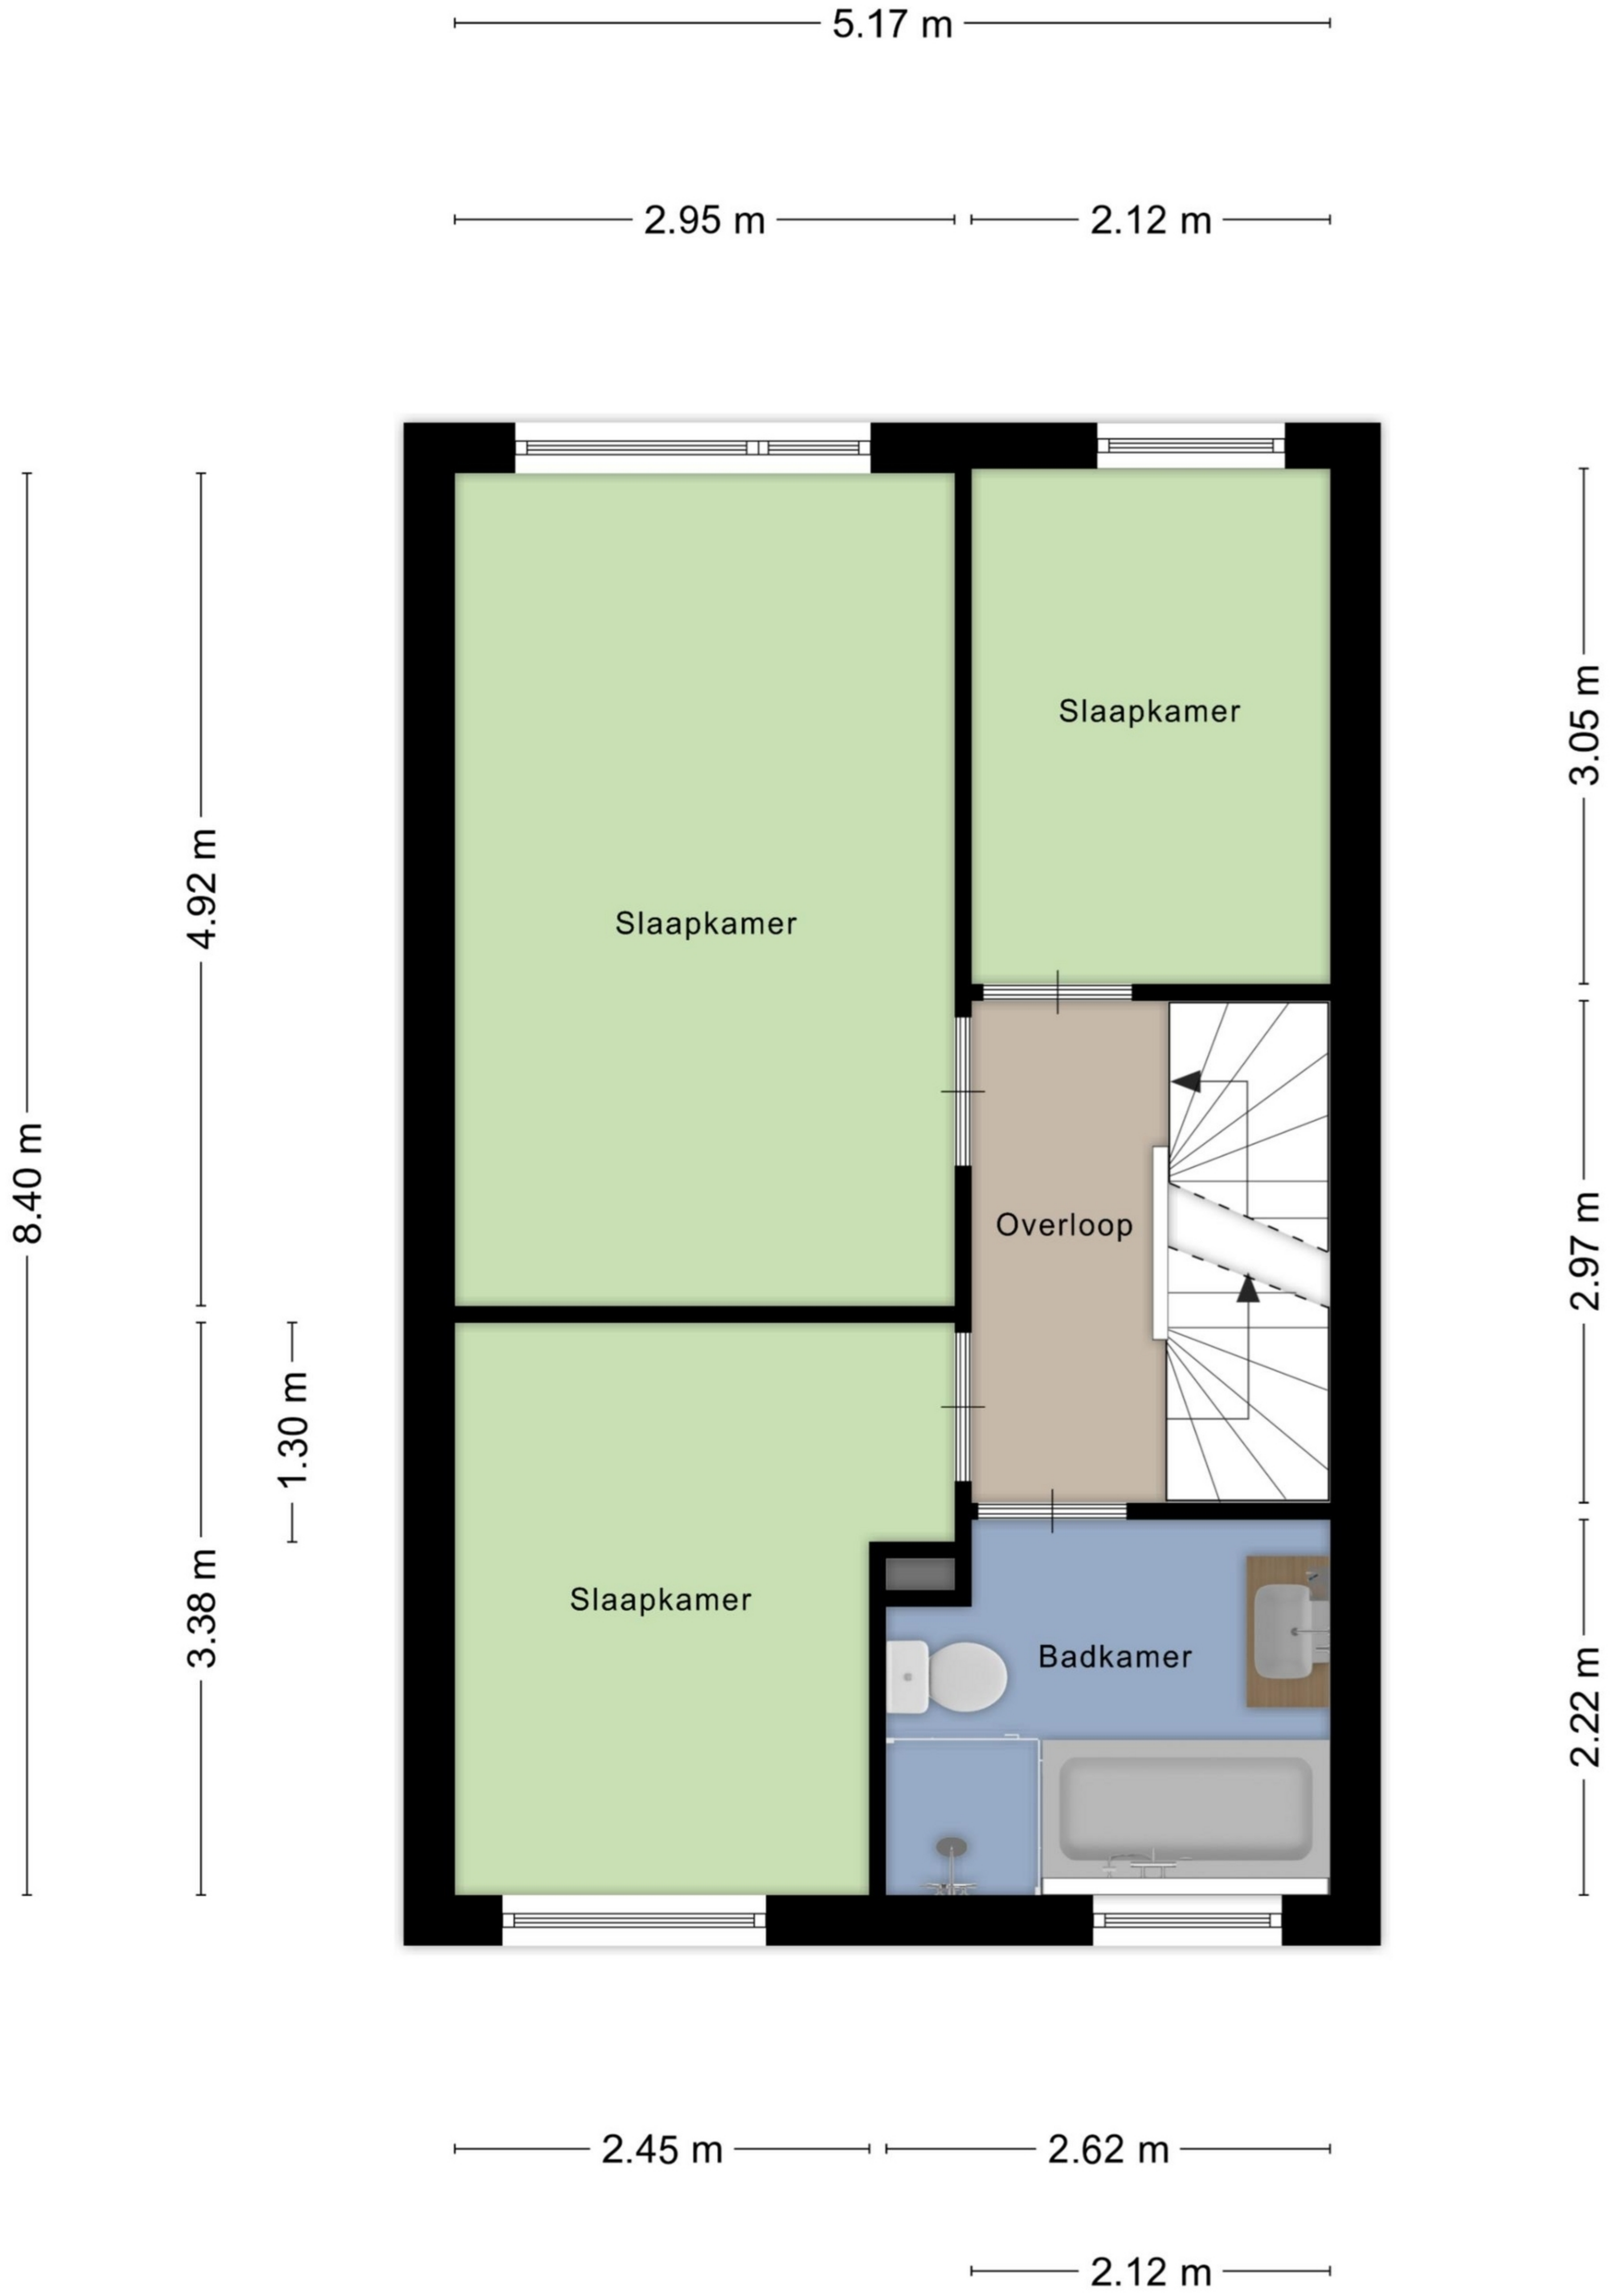 5.17 m
2.95 m
2.12 m
Slaapkamer
3.05 m
4.92 m
Slaapkamer
8.40 m
Overloop
2.97 m
1.30 m
3.38 m
Slaapkamer
Badkamer
2.22 m
2.45 m
2.62 m
2.12 m